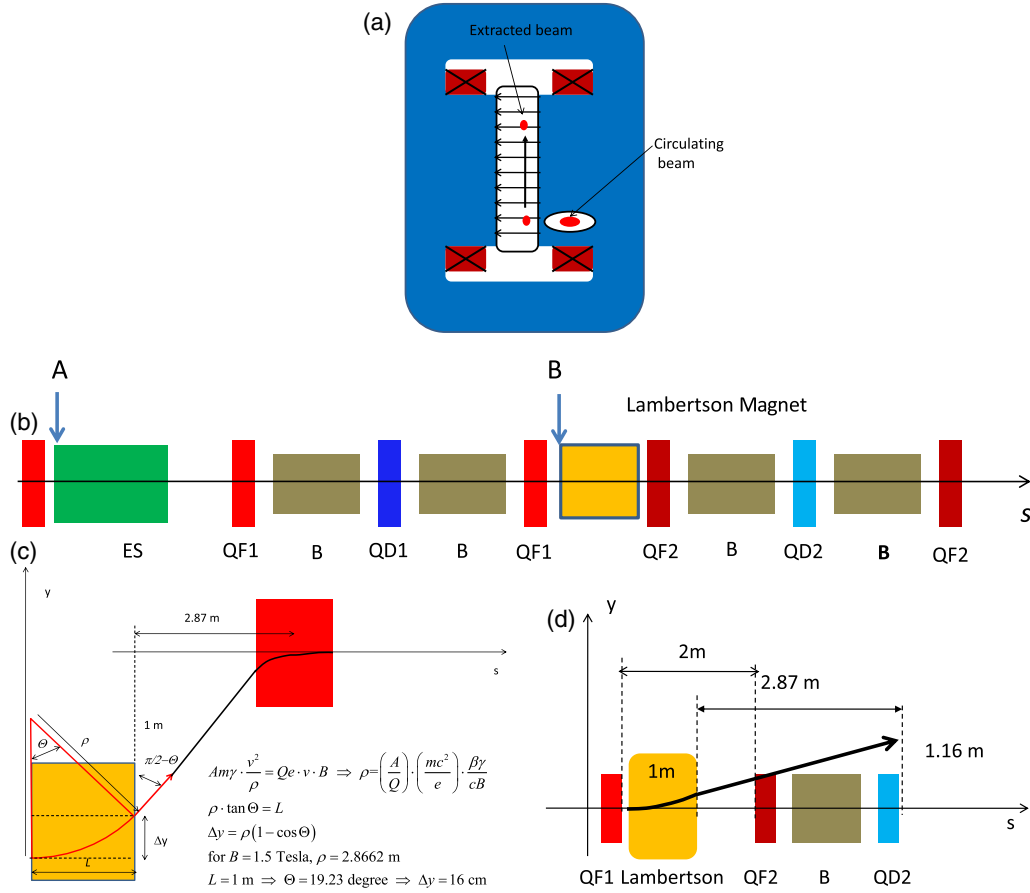 (a)
Extracted beam
Circulating
beam
A
B
(b)
Lambertson Magnet
s
ES
QF1
B
QD1
B
QF1
QF2
B
QD2
B
QF2
(c)
y
2.87 m
s
1 m
Θ
ρ
π/2−Θ
Δy
L
Amγ · v²/ρ = Qe · v · B ⇒ ρ=(A/Q) · (mc²/e) · βγ/cB
ρ · tan Θ = L
Δy = ρ(1−cosΘ)
for B = 1.5 Tesla, ρ = 2.8662 m
L = 1 m ⇒ Θ = 19.23 degree ⇒ Δy = 16 cm
(d)
y
2m
2.87 m
1.16 m
1m
s
QF1 Lambertson QF2 B QD2